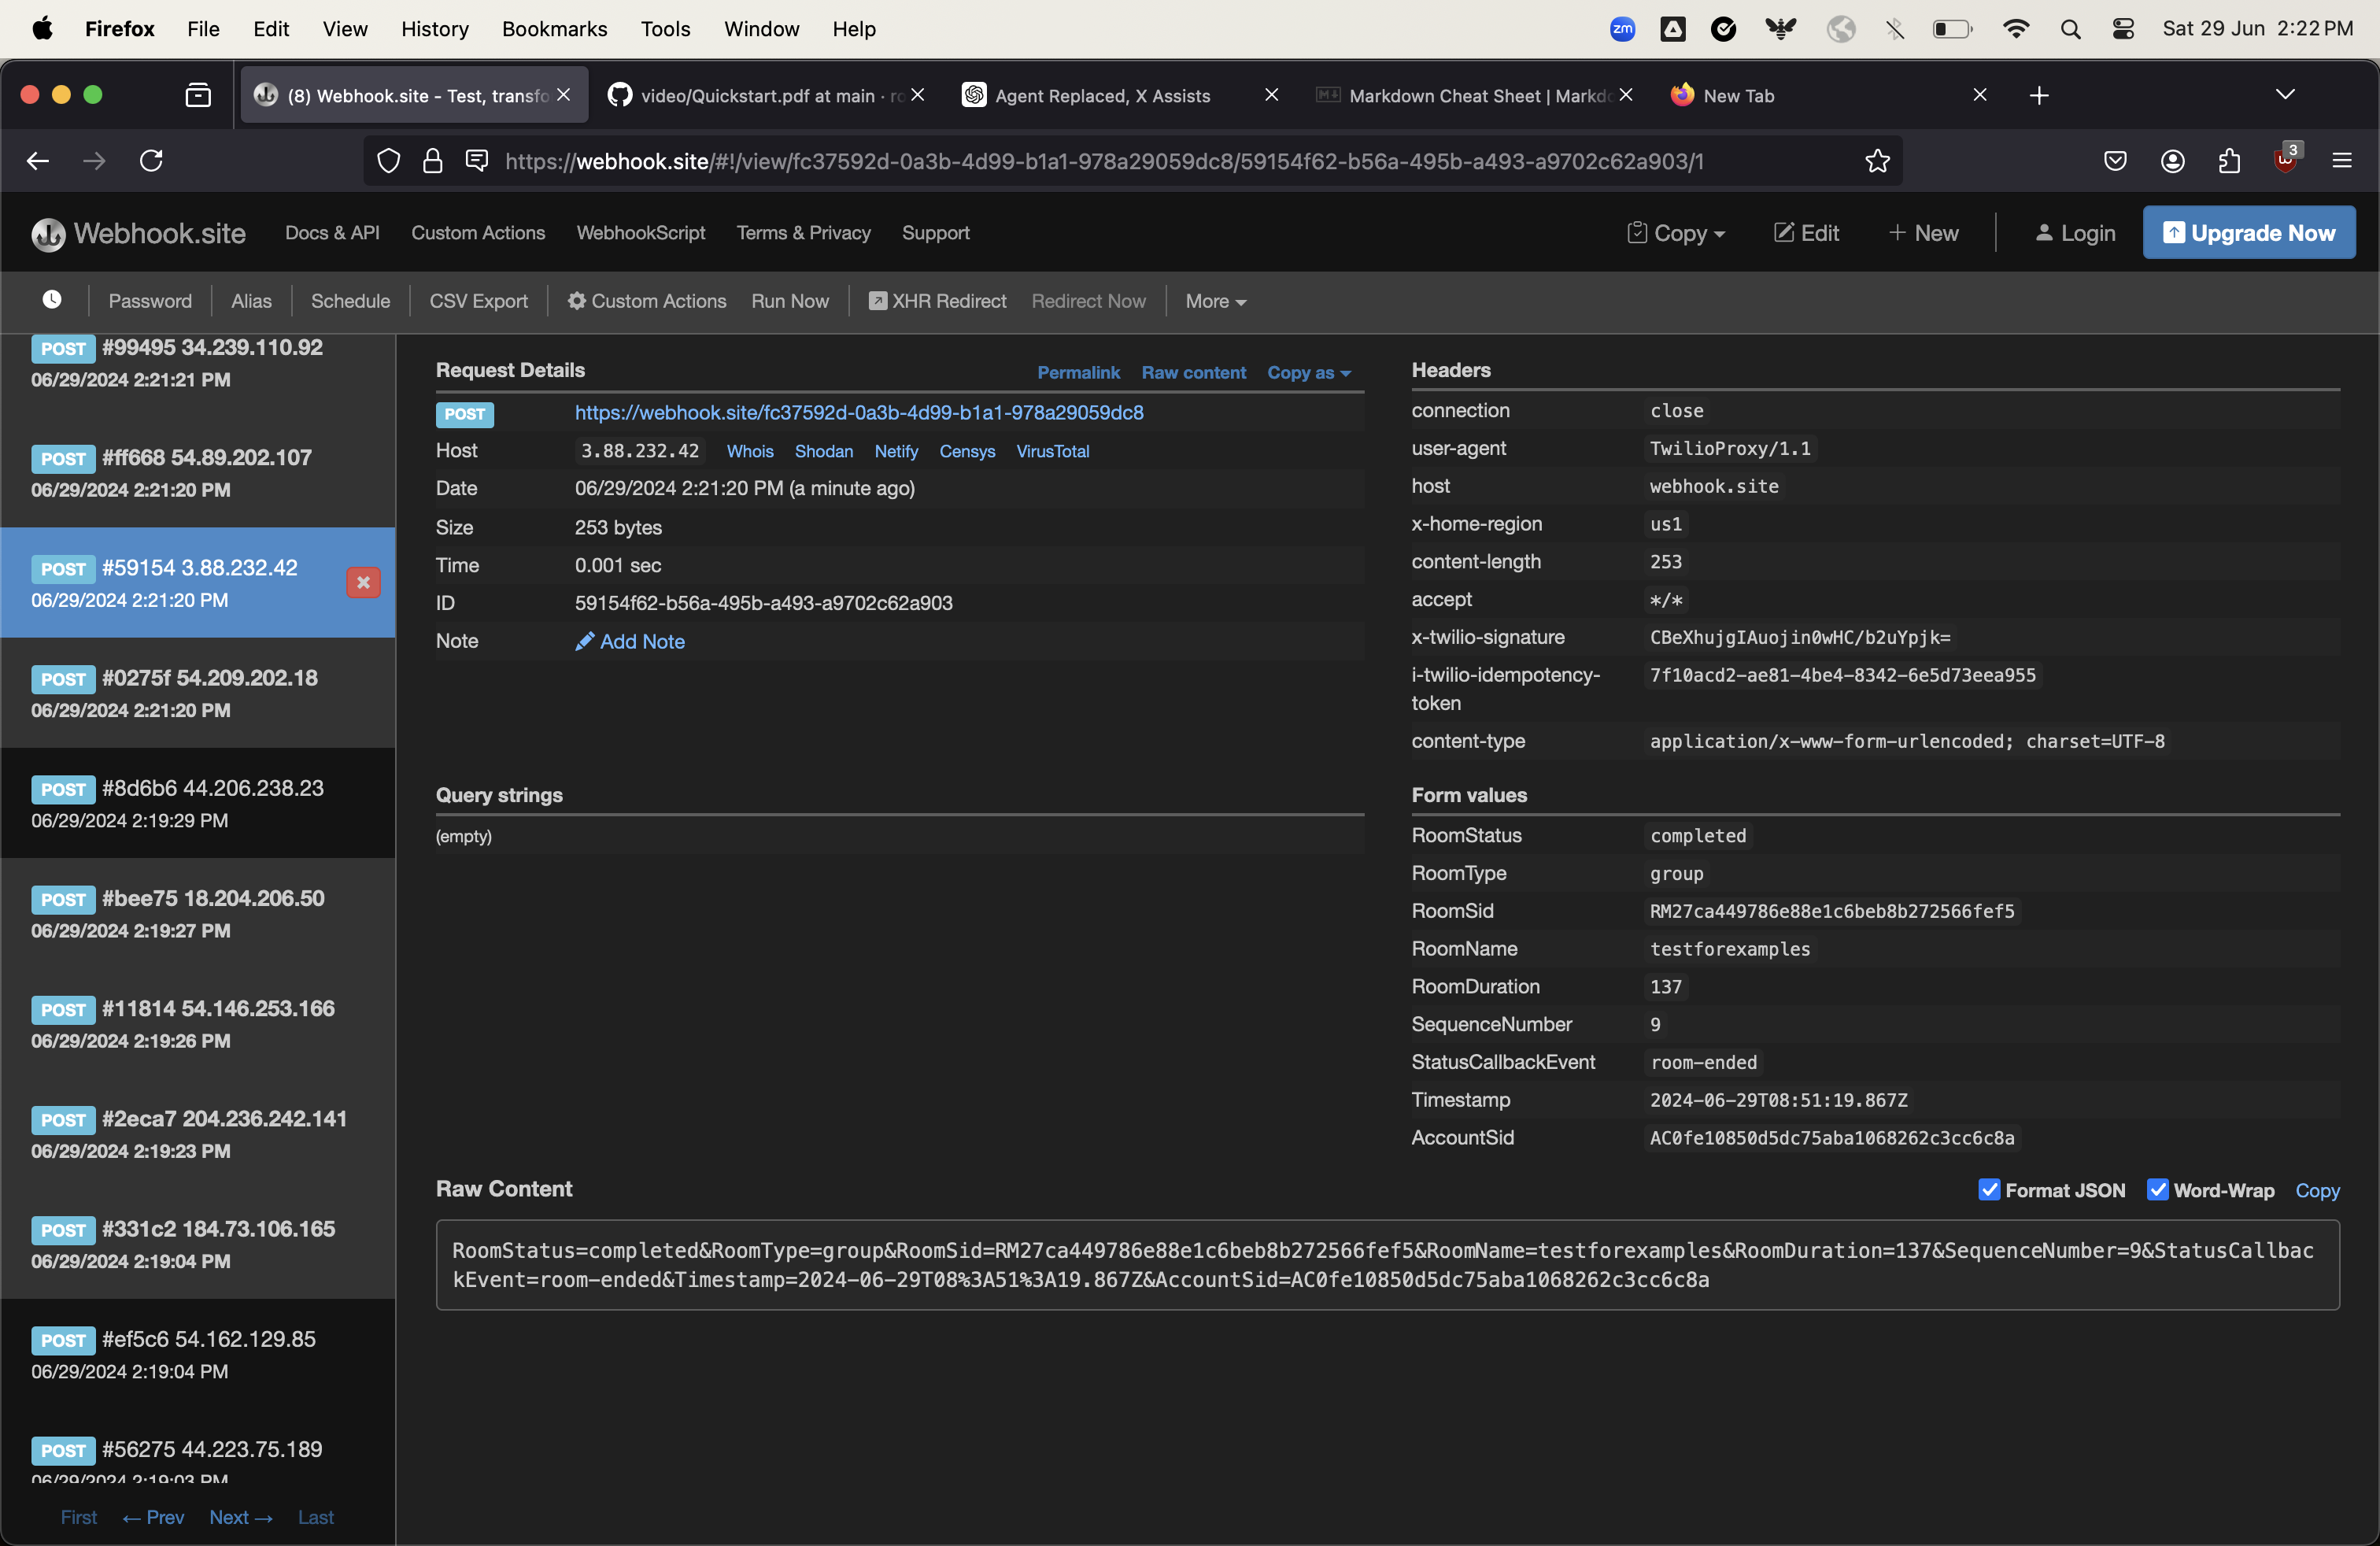 Firefox File Edit View History Bookmarks Tools Window Help zm Sat 29 Jun 2:22 PM
(8) Webhook.site - Test, transfo
video/Quickstart.pdf at main · ro
Agent Replaced, X Assists
Markdown Cheat Sheet | Markdo
New Tab
https://webhook.site/#!/view/fc37592d-0a3b-4d99-b1a1-978a29059dc8/59154f62-b56a-495b-a493-a9702c62a903/1
3
Webhook.site Docs & API Custom Actions WebhookScript Terms & Privacy Support Copy Edit + New Login Upgrade Now
Password Alias Schedule CSV Export Custom Actions Run Now XHR Redirect Redirect Now More
POST #99495 34.239.110.92
06/29/2024 2:21:21 PM
POST #ff668 54.89.202.107
06/29/2024 2:21:20 PM
POST #59154 3.88.232.42
06/29/2024 2:21:20 PM
POST #0275f 54.209.202.18
06/29/2024 2:21:20 PM
POST #8d6b6 44.206.238.23
06/29/2024 2:19:29 PM
POST #bee75 18.204.206.50
06/29/2024 2:19:27 PM
POST #11814 54.146.253.166
06/29/2024 2:19:26 PM
POST #2eca7 204.236.242.141
06/29/2024 2:19:23 PM
POST #331c2 184.73.106.165
06/29/2024 2:19:04 PM
POST #ef5c6 54.162.129.85
06/29/2024 2:19:04 PM
POST #56275 44.223.75.189
06/29/2024 2:19:03 PM
First ← Prev Next → Last
Request Details Permalink Raw content Copy as
POST https://webhook.site/fc37592d-0a3b-4d99-b1a1-978a29059dc8
Host 3.88.232.42 Whois Shodan Netify Censys VirusTotal
Date 06/29/2024 2:21:20 PM (a minute ago)
Size 253 bytes
Time 0.001 sec
ID 59154f62-b56a-495b-a493-a9702c62a903
Note Add Note
Query strings
(empty)
Headers
connection close
user-agent TwilioProxy/1.1
host webhook.site
x-home-region us1
content-length 253
accept */*
x-twilio-signature CBeXhujgIAuojin0wHC/b2uYpjk=
i-twilio-idempotency- 7f10acd2-ae81-4be4-8342-6e5d73eea955
token
content-type application/x-www-form-urlencoded; charset=UTF-8
Form values
RoomStatus completed
RoomType group
RoomSid RM27ca449786e88e1c6beb8b272566fef5
RoomName testforexamples
RoomDuration 137
SequenceNumber 9
StatusCallbackEvent room-ended
Timestamp 2024-06-29T08:51:19.867Z
AccountSid AC0fe10850d5dc75aba1068262c3cc6c8a
Raw Content Format JSON Word-Wrap Copy
RoomStatus=completed&RoomType=group&RoomSid=RM27ca449786e88e1c6beb8b272566fef5&RoomName=testforexamples&RoomDuration=137&SequenceNumber=9&StatusCallbac
kEvent=room-ended&Timestamp=2024-06-29T08%3A51%3A19.867Z&AccountSid=AC0fe10850d5dc75aba1068262c3cc6c8a